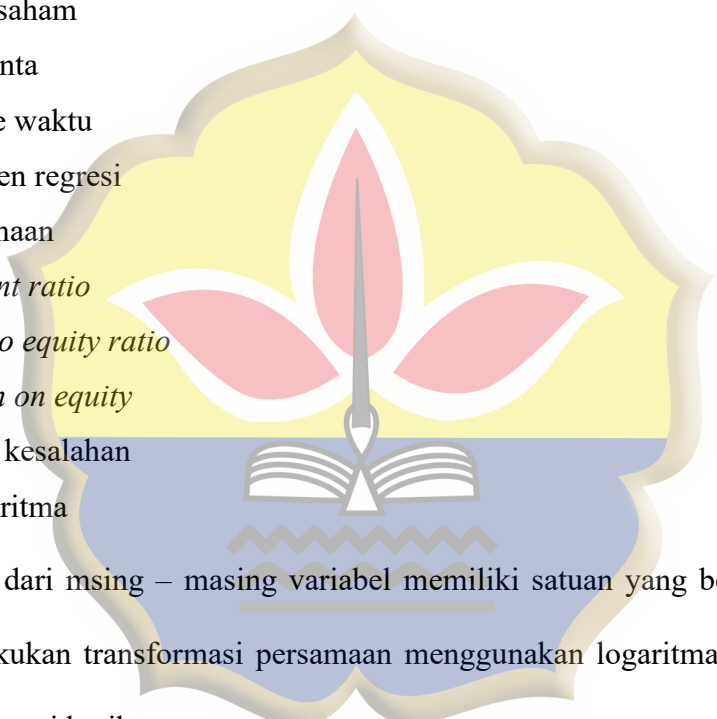 saham
nta
e waktu
en regresi
naan
nt ratio
o equity ratio
n on equity
kesalahan
ritma
dari msing – masing variabel memiliki satuan yang be
kukan transformasi persamaan menggunakan logaritma